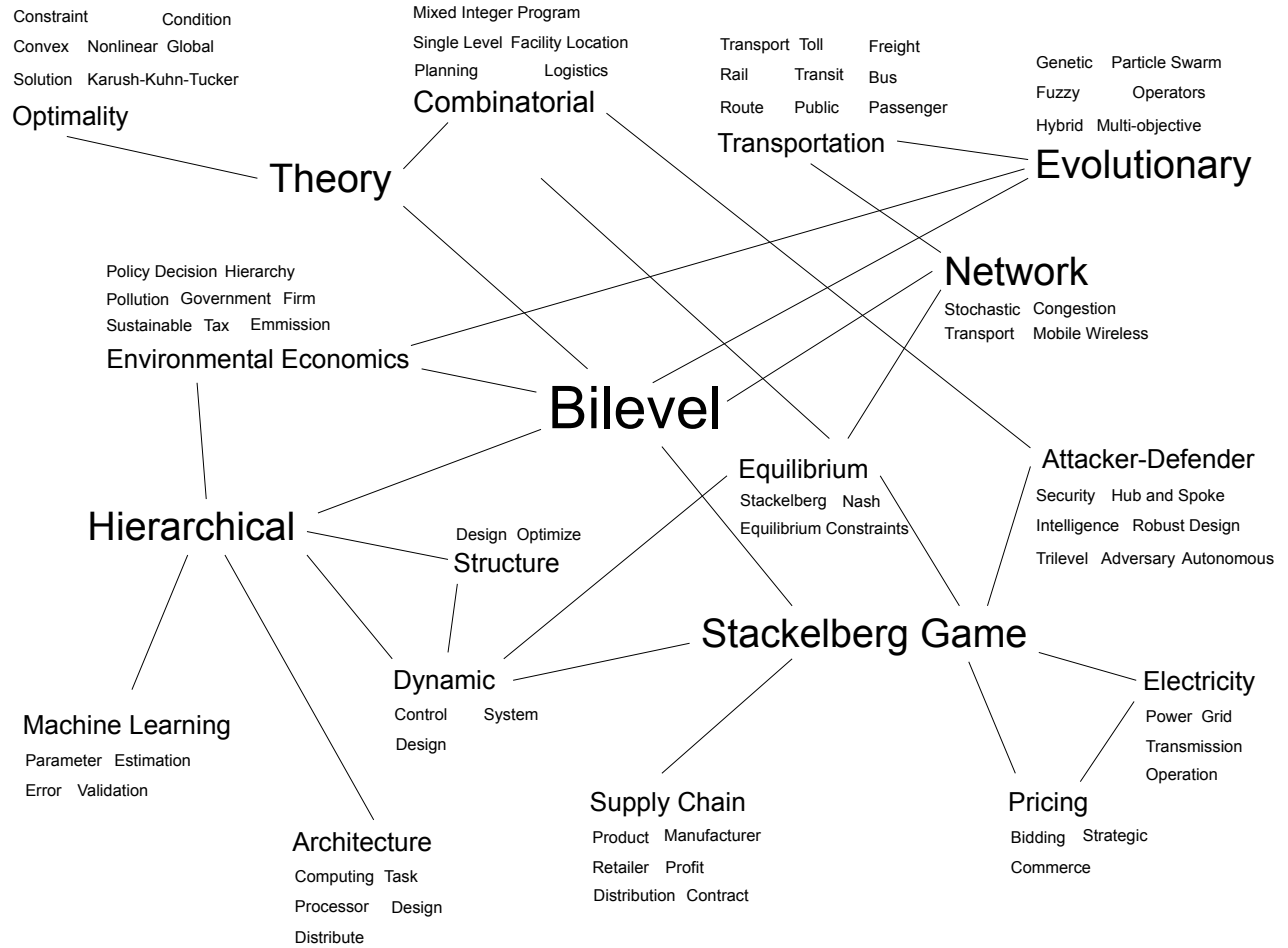 Constraint Condition
Convex Nonlinear Global
Solution Karush-Kuhn-Tucker
Optimality
Mixed Integer Program
Single Level Facility Location
Planning Logistics
Combinatorial
Transport Toll Freight
Rail Transit Bus
Route Public Passenger
Transportation
Genetic Particle Swarm
Fuzzy Operators
Hybrid Multi-objective
Evolutionary
Theory
Network
Stochastic Congestion
Transport Mobile Wireless
Policy Decision Hierarchy
Pollution Government Firm
Sustainable Tax Emmission
Environmental Economics
Bilevel
Equilibrium
Stackelberg Nash
Equilibrium Constraints
Attacker-Defender
Security Hub and Spoke
Intelligence Robust Design
Trilevel Adversary Autonomous
Hierarchical
Design Optimize
Structure
Stackelberg Game
Dynamic
Control System
Design
Electricity
Power Grid
Transmission
Operation
Machine Learning
Parameter Estimation
Error Validation
Supply Chain
Product Manufacturer
Retailer Profit
Distribution Contract
Pricing
Bidding Strategic
Commerce
Architecture
Computing Task
Processor Design
Distribute